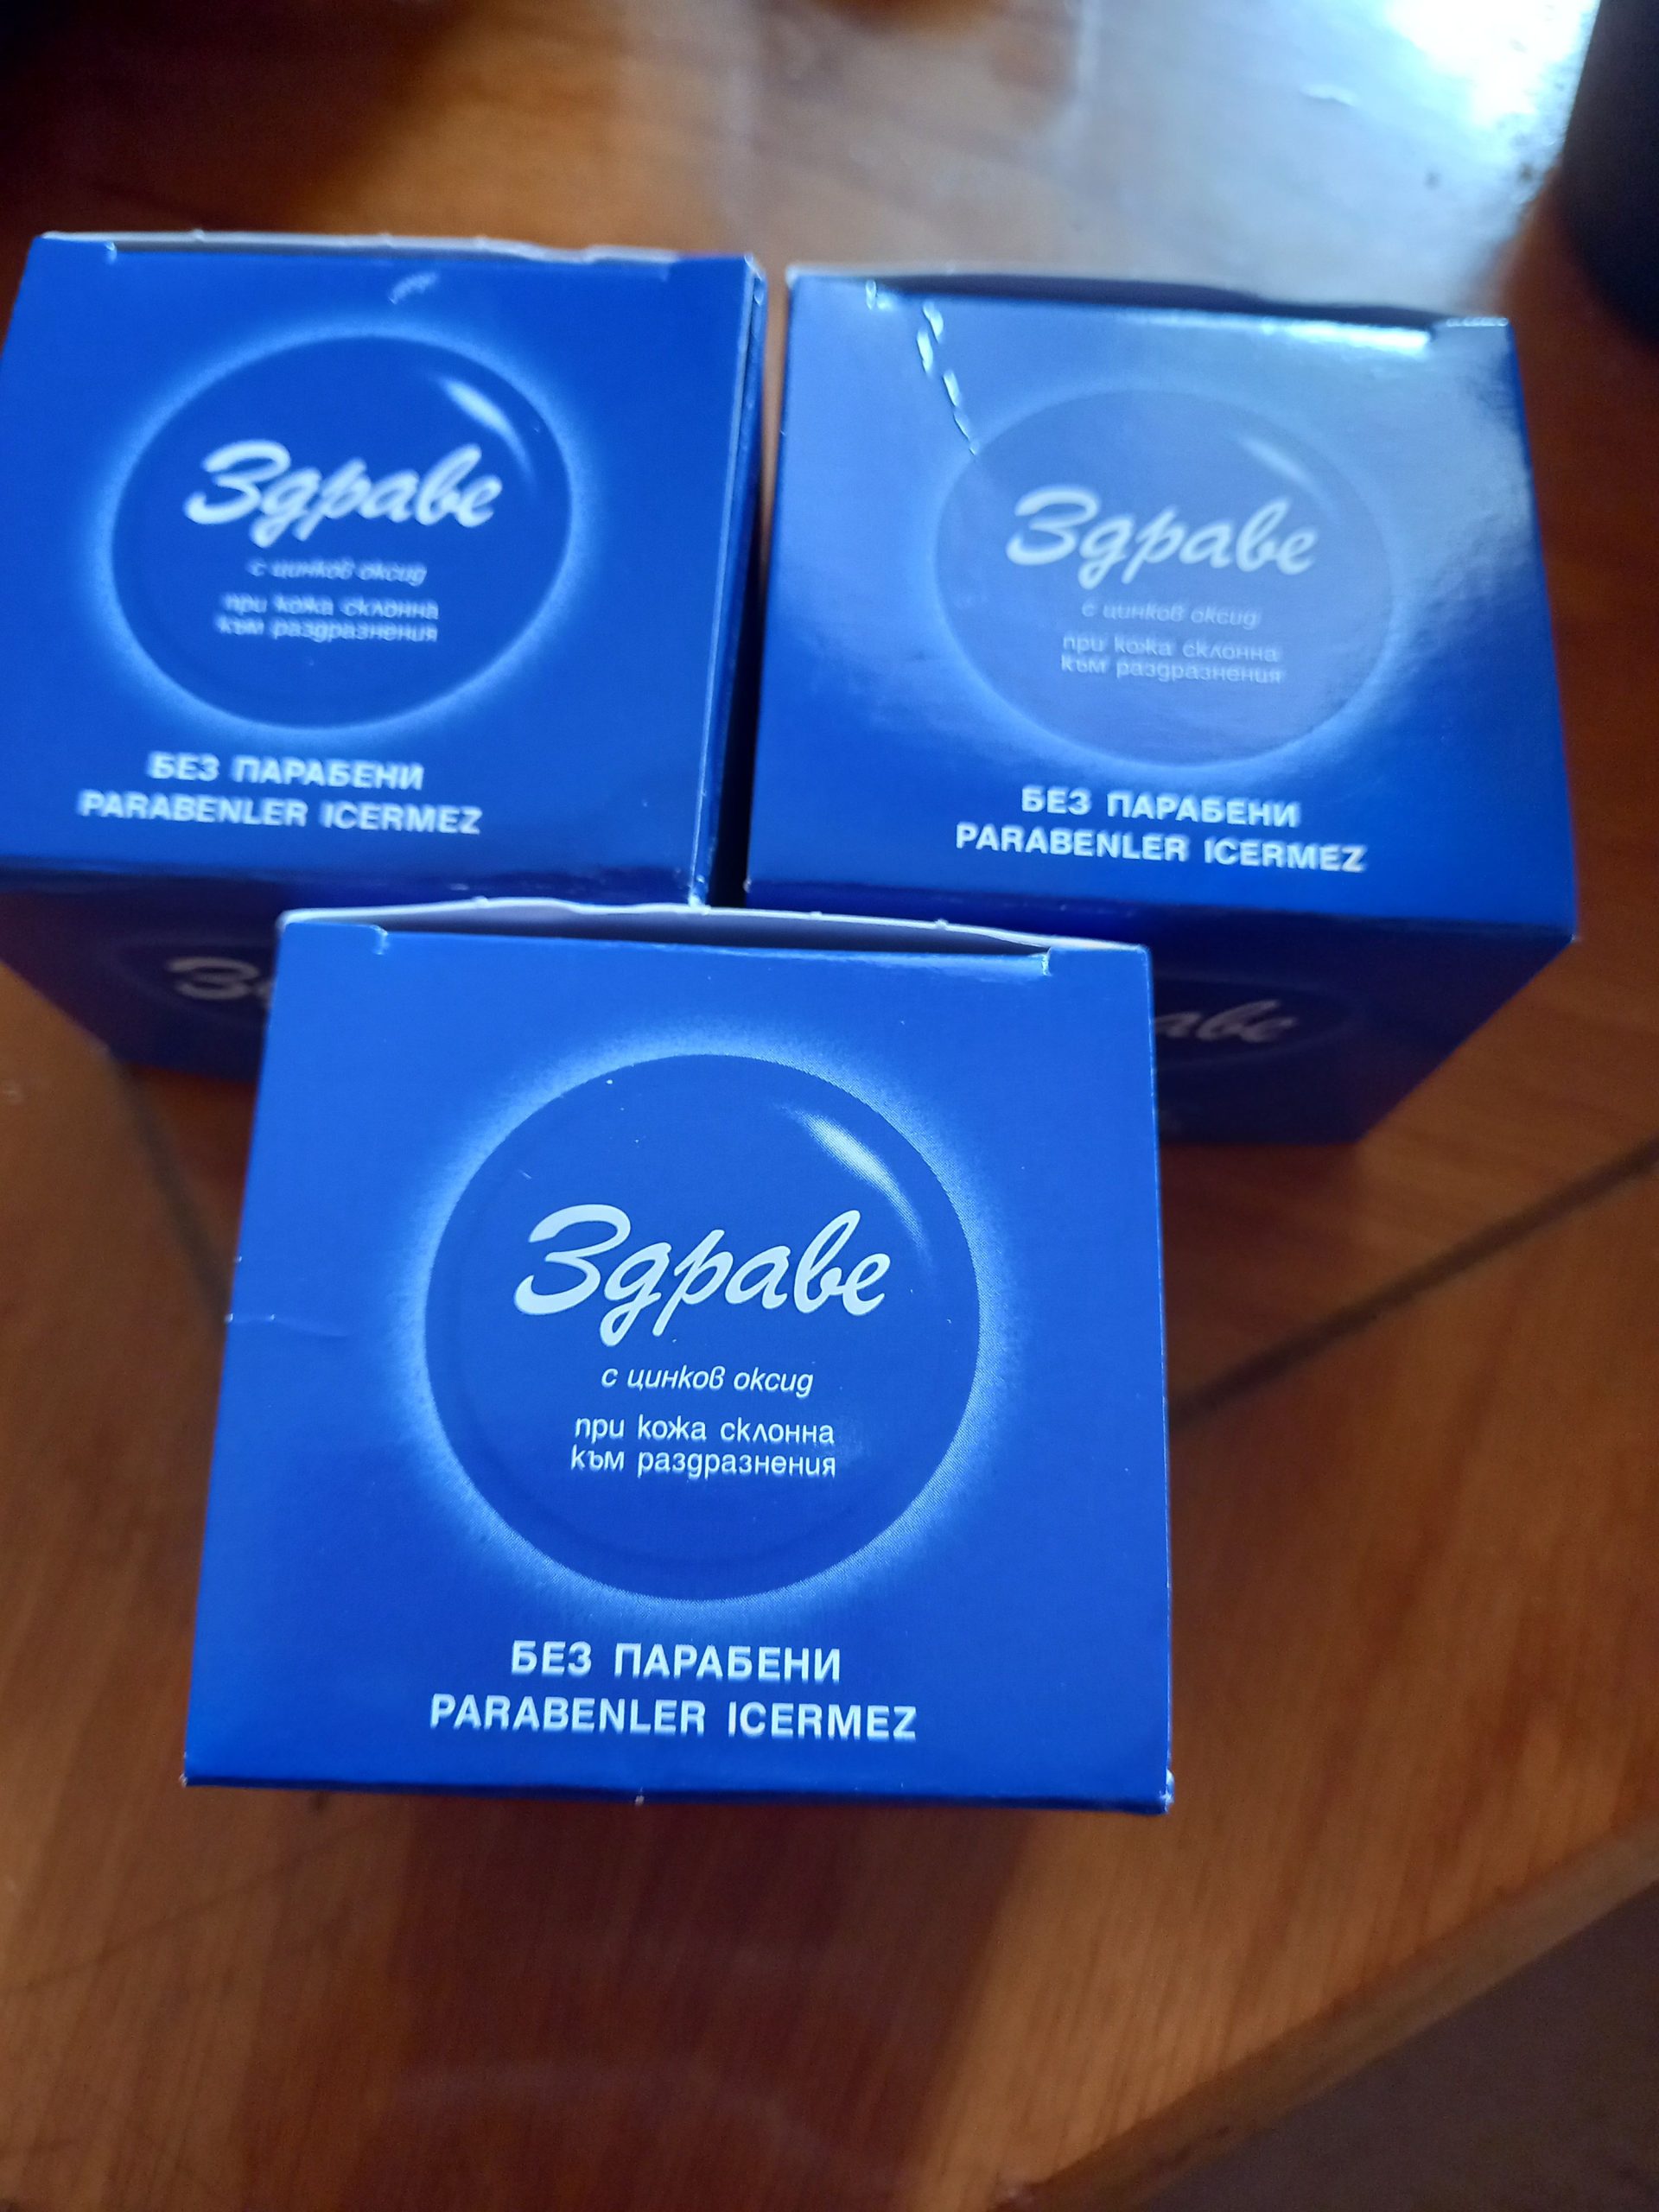 Здраве
с цинков оксид
при кожа склонна
към раздразнения
БЕЗ ПАРАБЕНИ
PARABENLER ICERMEZ
Здраве
с цинков оксид
при кожа склонна
към раздразнения
БЕЗ ПАРАБЕНИ
PARABENLER ICERMEZ
Здраве
с цинков оксид
при кожа склонна
към раздразнения
БЕЗ ПАРАБЕНИ
PARABENLER ICERMEZ